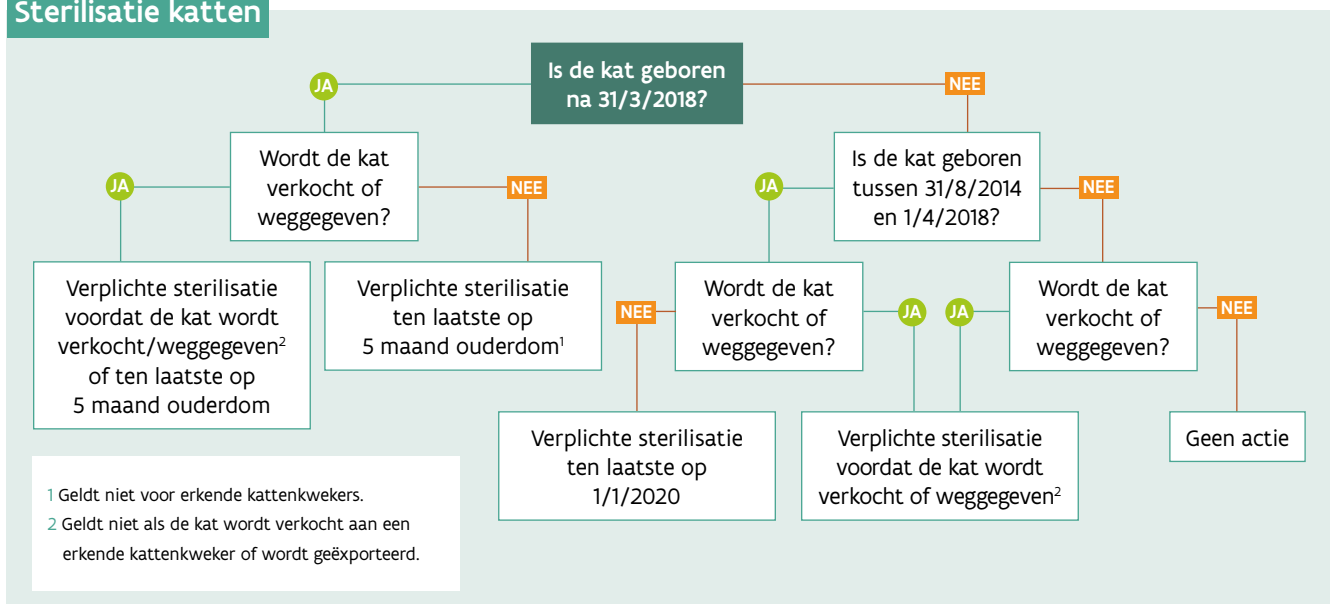 Sterilisatie katten
Is de kat geboren
na 31/3/2018?
JA
NEE
Wordt de kat
verkocht of
weggegeven?
JA
NEE
Is de kat geboren
tussen 31/8/2014
en 1/4/2018?
JA
NEE
Verplichte sterilisatie
voordat de kat wordt
verkocht/weggegeven²
of ten laatste op
5 maand ouderdom
Verplichte sterilisatie
ten laatste op
5 maand ouderdom¹
Wordt de kat
verkocht of
weggegeven?
NEE
JA
Wordt de kat
verkocht of
weggegeven?
JA
NEE
Verplichte sterilisatie
ten laatste op
1/1/2020
Verplichte sterilisatie
voordat de kat wordt
verkocht of weggegeven²
Geen actie
1 Geldt niet voor erkende kattenkwekers.
2 Geldt niet als de kat wordt verkocht aan een
erkende kattenkweker of wordt geëxporteerd.